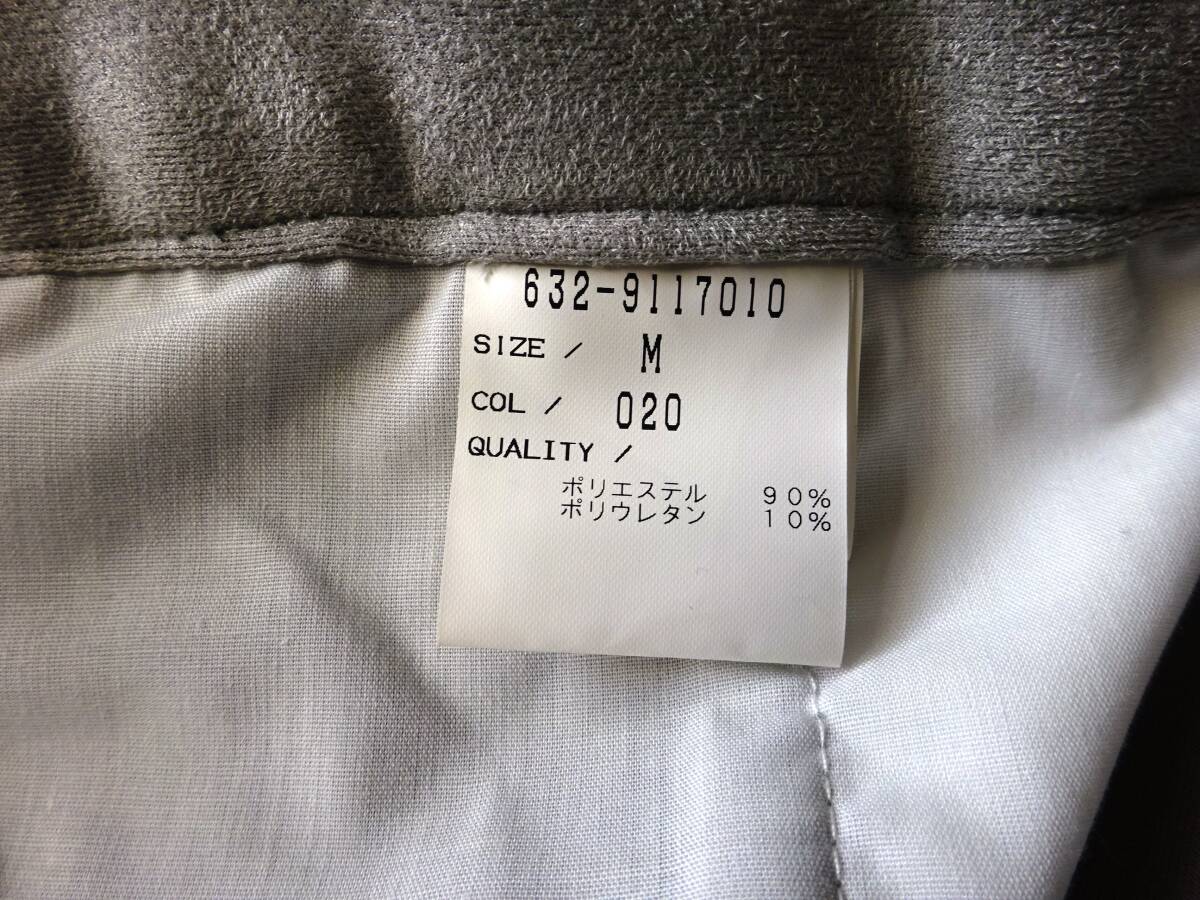 632-9117010
SIZE / M
COL / 020
QUALITY /
ポリエステル 90%
ポリウレタン 10%